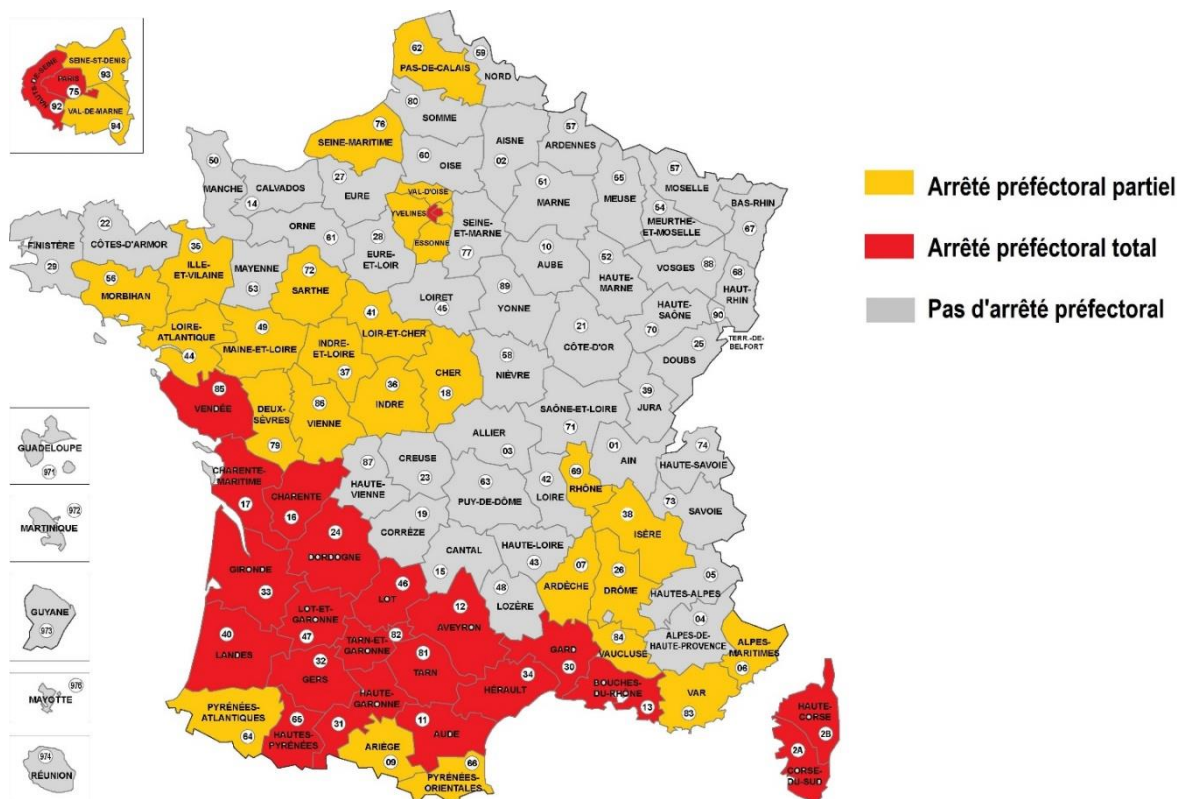 SEINE-ST-DENIS
93
HAUTS-DE-SEINE
PARIS
75
92
VAL-DE-MARNE
94
62
PAS-DE-CALAIS
59
NORD
80
SOMME
76
SEINE-MARITIME
AISNE
02
57
ARDENNES
60
OISE
50
MANCHE
CALVADOS
14
27
EURE
VAL-D'OISE
YVELINES
ESSONNE
SEINE-
ET-MARNE
77
51
MARNE
55
MEUSE
57
MOSELLE
54
MEURTHE-
ET-MOSELLE
BAS-RHIN
67
22
CÔTES-D'ARMOR
FINISTÈRE
29
35
ILLE-
ET-VILAINE
56
MORBIHAN
ORNE
61
28
EURE-
ET-LOIR
MAYENNE
53
72
SARTHE
10
AUBE
52
HAUTE-
MARNE
VOSGES
88
68
HAUT-
RHIN
LOIRET
45
89
YONNE
HAUTE-
SAÔNE
70
90
TERR.-DE-
BELFORT
41
LOIR-ET-CHER
LOIRE-
ATLANTIQUE
44
49
MAINE-ET-LOIRE
INDRE-
ET-LOIRE
37
21
CÔTE-D'OR
25
DOUBS
58
NIÈVRE
CHER
18
36
INDRE
39
JURA
85
VENDÉE
DEUX-
SÈVRES
79
86
VIENNE
SAÔNE-ET-LOIRE
71
ALLIER
03
01
AIN
74
HAUTE-SAVOIE
87
HAUTE-
VIENNE
CREUSE
23
63
PUY-DE-DÔME
42
LOIRE
69
RHÔNE
73
SAVOIE
CHARENTE-
MARITIME
17
CHARENTE
16
19
CORRÈZE
38
ISÈRE
24
DORDOGNE
CANTAL
15
HAUTE-LOIRE
43
07
ARDÈCHE
26
DRÔME
05
HAUTES-ALPES
GIRONDE
33
46
LOT
48
LOZÈRE
12
AVEYRON
LOT-ET-
GARONNE
47
TARN-ET-
GARONNE
82
04
ALPES-DE-
HAUTE-PROVENCE
84
VAUCLUSE
ALPES-
MARITIMES
06
40
LANDES
32
GERS
81
TARN
GARD
30
34
HÉRAULT
BOUCHES-
DU-RHÔNE
13
VAR
83
PYRÉNÉES-
ATLANTIQUES
64
65
HAUTES-
PYRÉNÉES
HAUTE-
GARONNE
31
11
AUDE
ARIÈGE
09
66
PYRÉNÉES-
ORIENTALES
HAUTE-
CORSE
2B
2A
CORSE-
DU-SUD
GUADELOUPE
971
972
MARTINIQUE
GUYANE
973
976
MAYOTTE
974
RÉUNION
Arrêté préféctoral partiel
Arrêté préféctoral total
Pas d'arrêté préfectoral